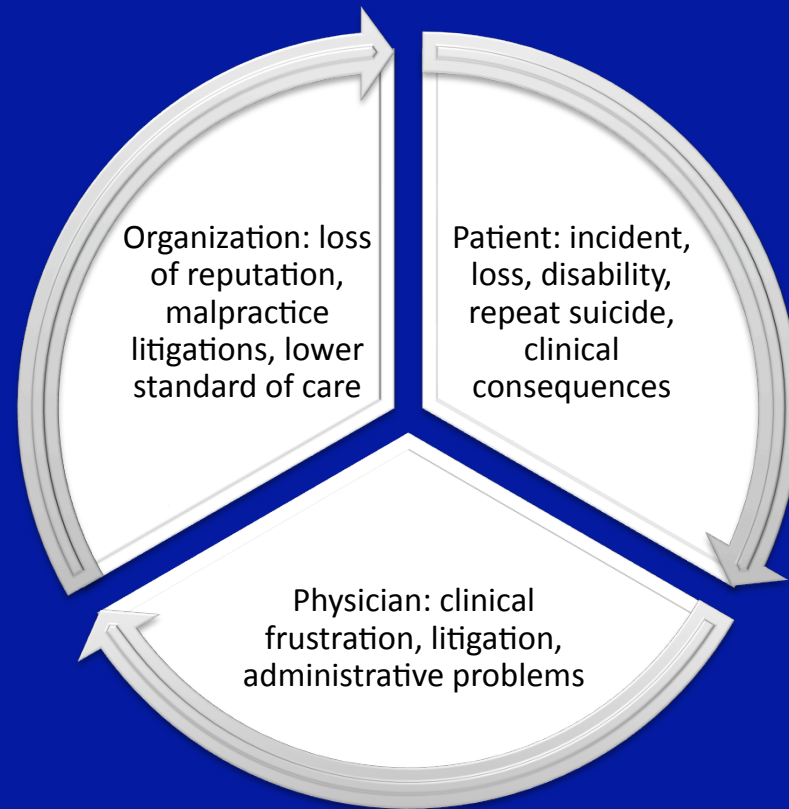 Organization: loss
of reputation,
malpractice
litigations, lower
standard of care
Patient: incident,
loss, disability,
repeat suicide,
clinical
consequences
Physician: clinical
frustration, litigation,
administrative problems